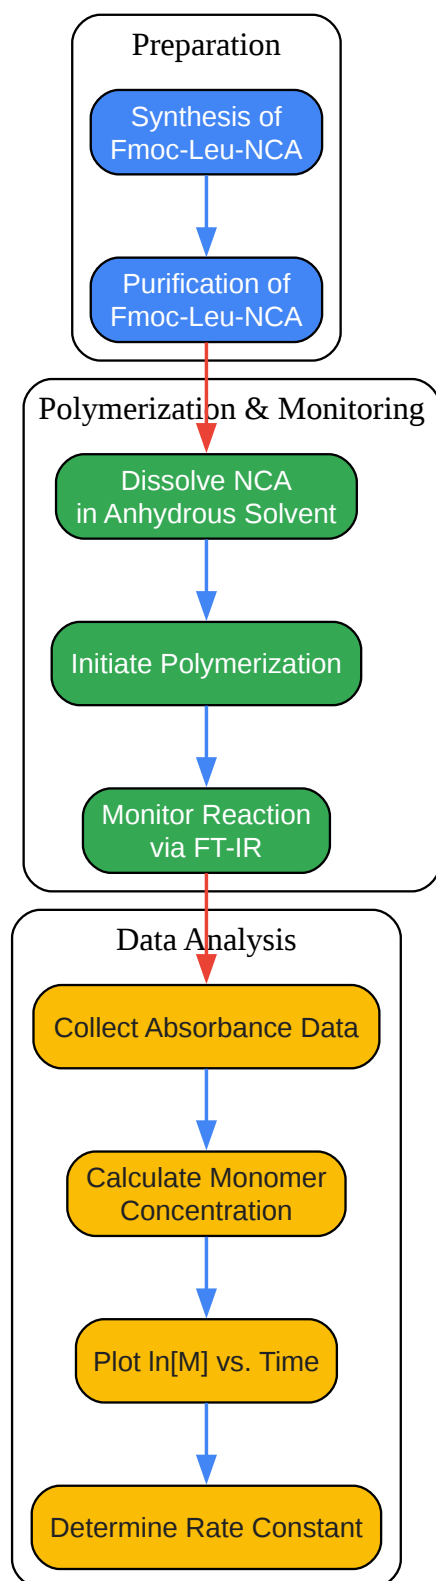 Preparation
Synthesis of
Fmoc-Leu-NCA
Purification of
Fmoc-Leu-NCA
Polymerization & Monitoring
Dissolve NCA
in Anhydrous Solvent
Initiate Polymerization
Monitor Reaction
via FT-IR
Data Analysis
Collect Absorbance Data
Calculate Monomer
Concentration
Plot ln[M] vs. Time
Determine Rate Constant